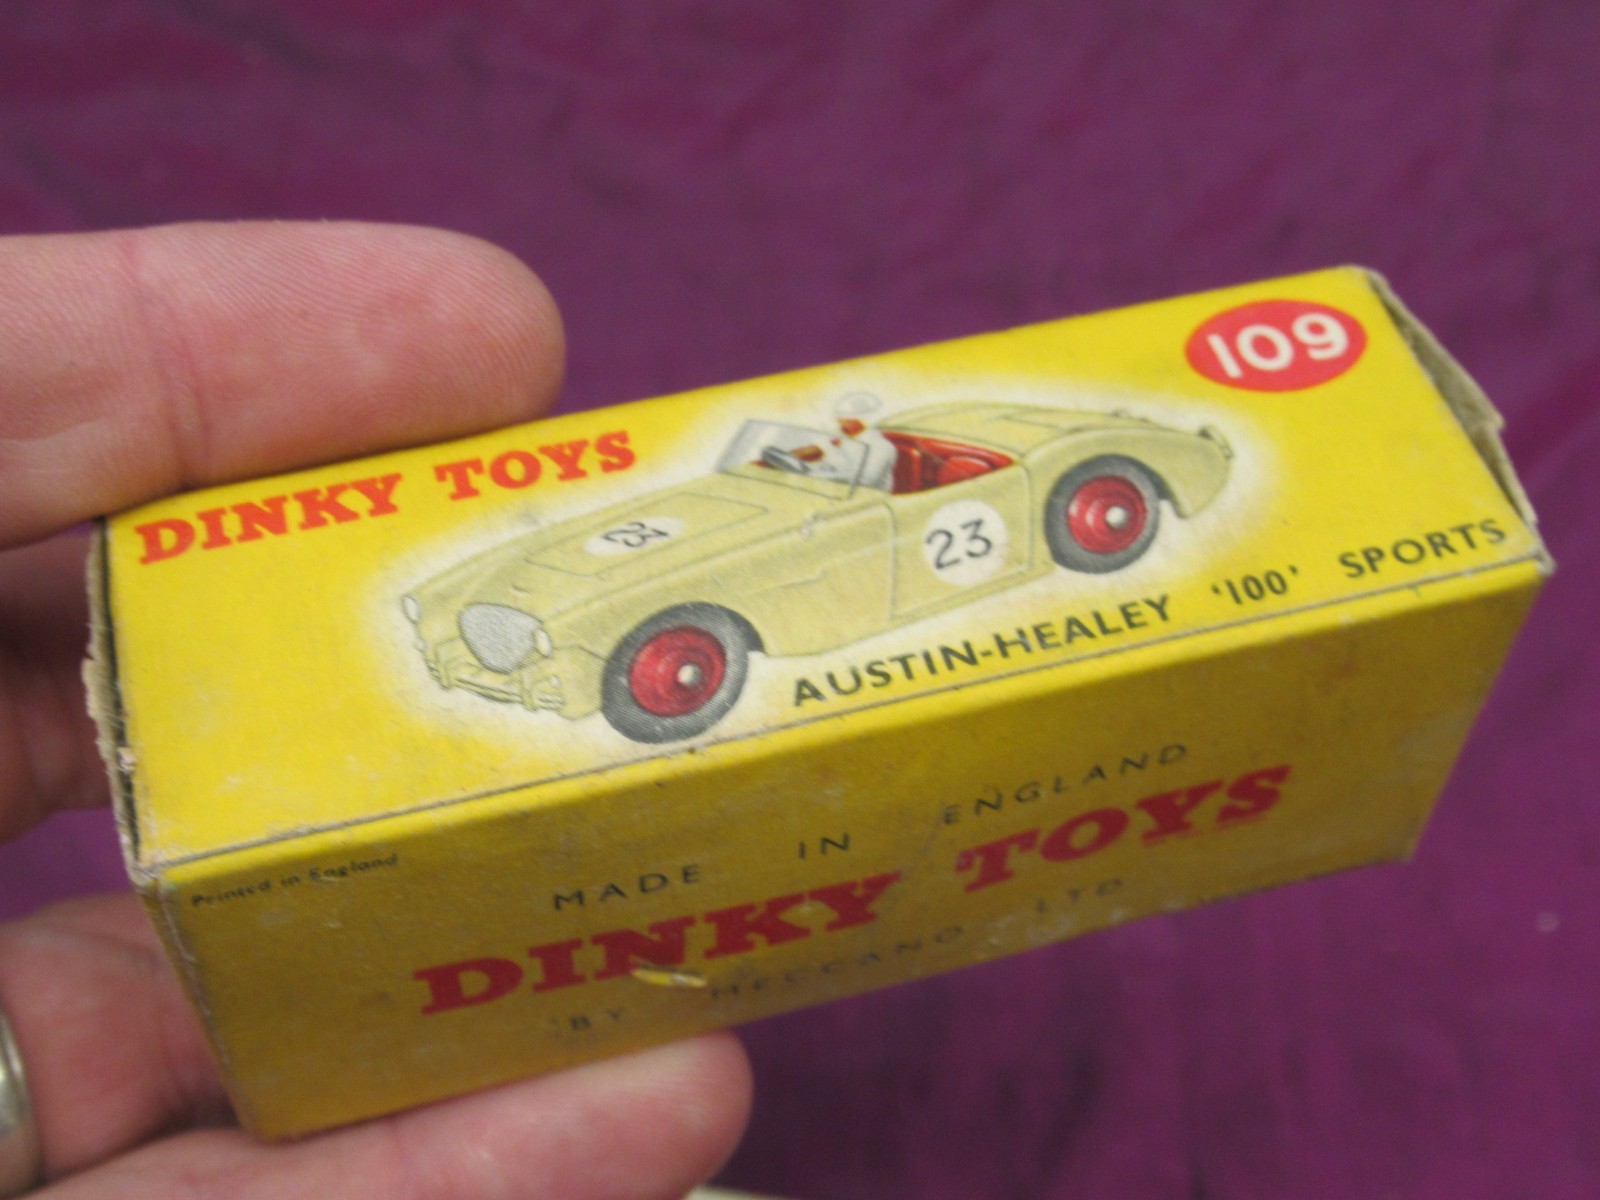 DINKY TOYS
109
23
23
AUSTIN-HEALEY '100' SPORTS
Printed in England
MADE IN ENGLAND
DINKY TOYS
BY MECCANO LTD